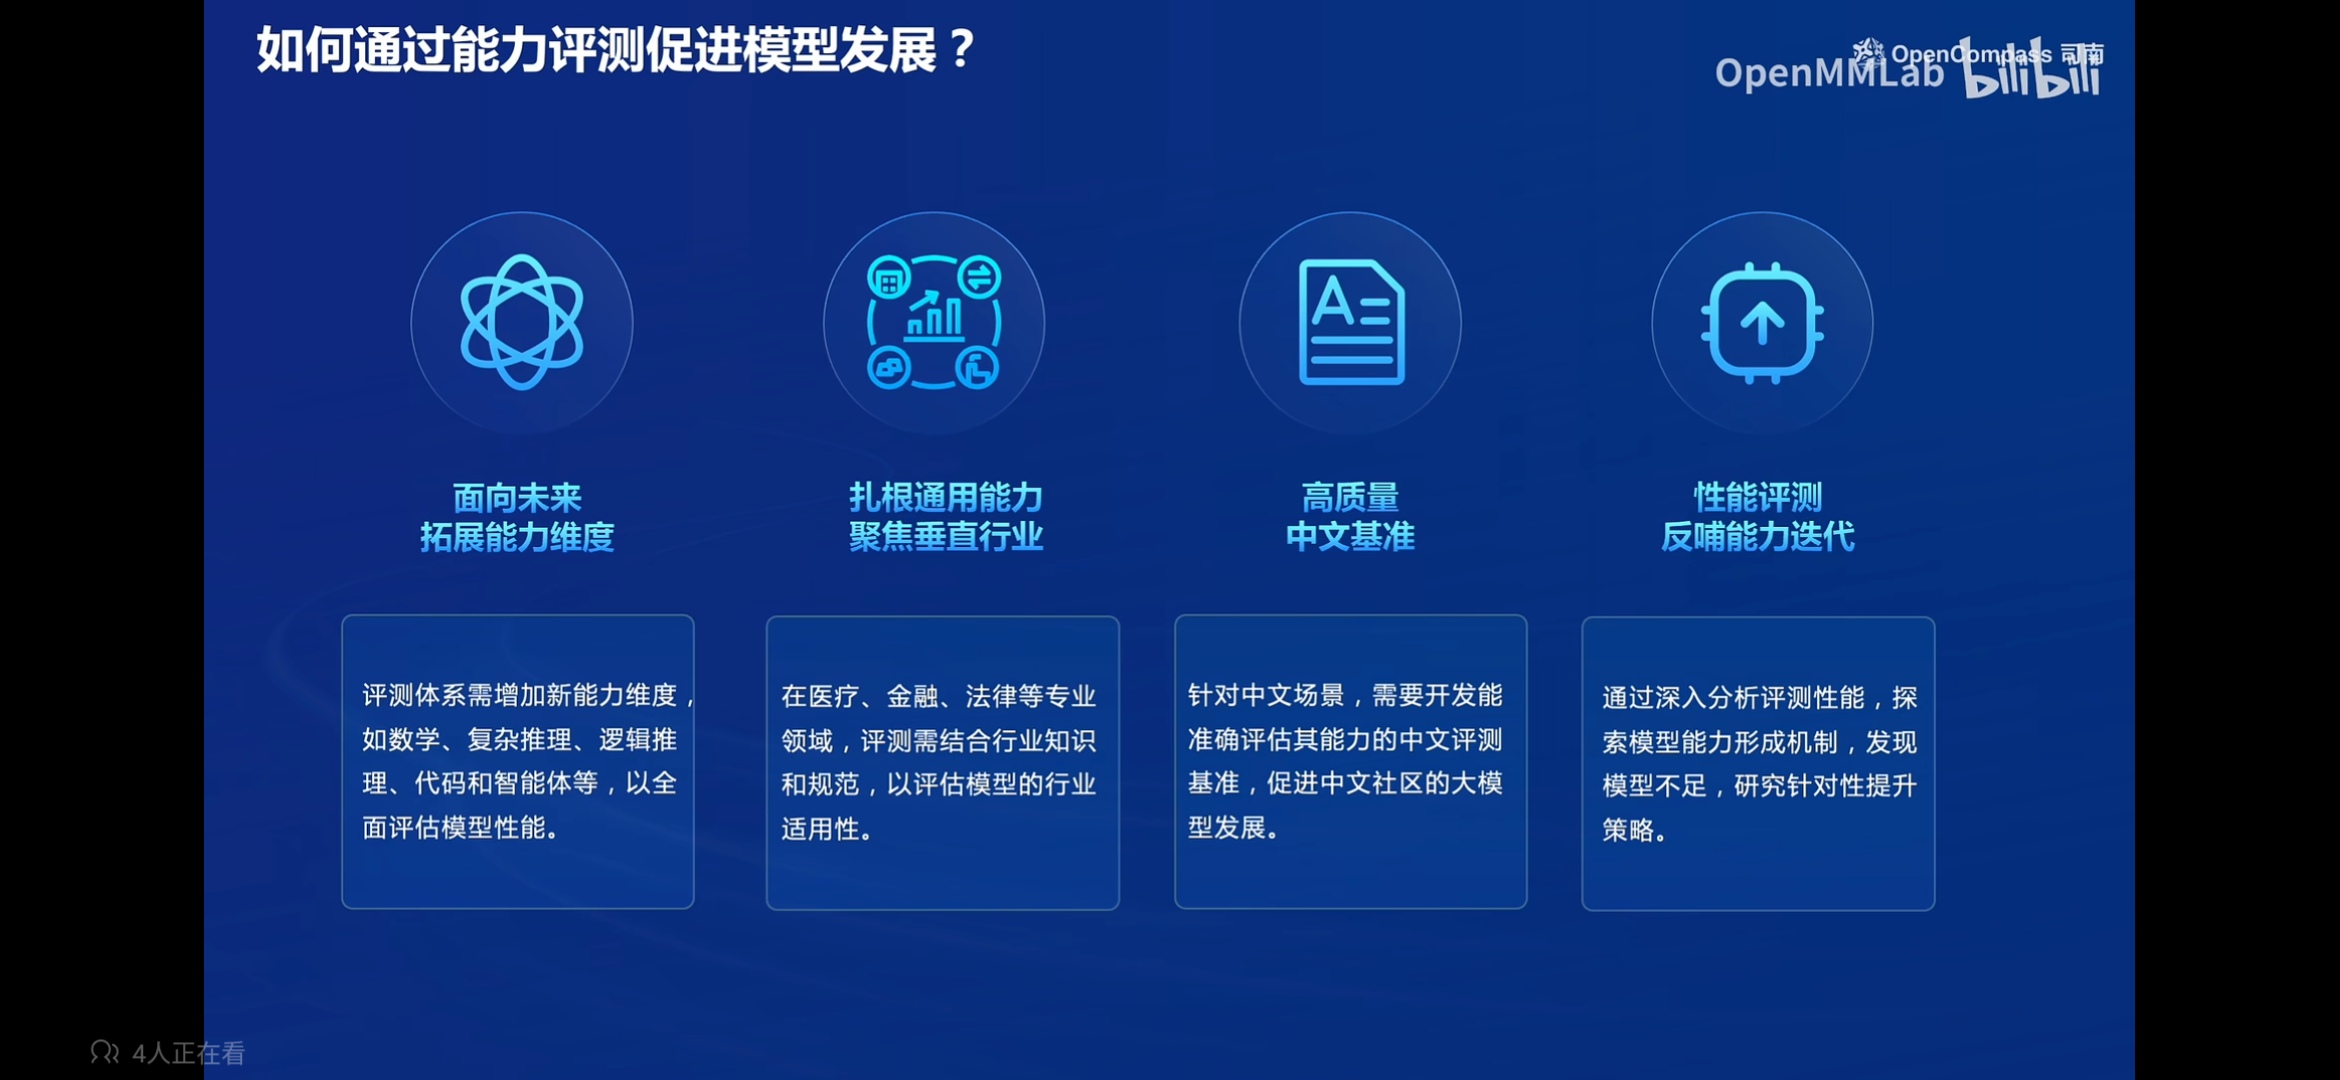 如何通过能力评测促进模型发展？
OpenCompass 司南
OpenMMLab bilibili
面向未来
拓展能力维度
扎根通用能力
聚焦垂直行业
高质量
中文基准
性能评测
反哺能力迭代
评测体系需增加新能力维度，
如数学、复杂推理、逻辑推
理、代码和智能体等，以全
面评估模型性能。
在医疗、金融、法律等专业
领域，评测需结合行业知识
和规范，以评估模型的行业
适用性。
针对中文场景，需要开发能
准确评估其能力的中文评测
基准，促进中文社区的大模
型发展。
通过深入分析评测性能，探
索模型能力形成机制，发现
模型不足，研究针对性提升
策略。
4人正在看